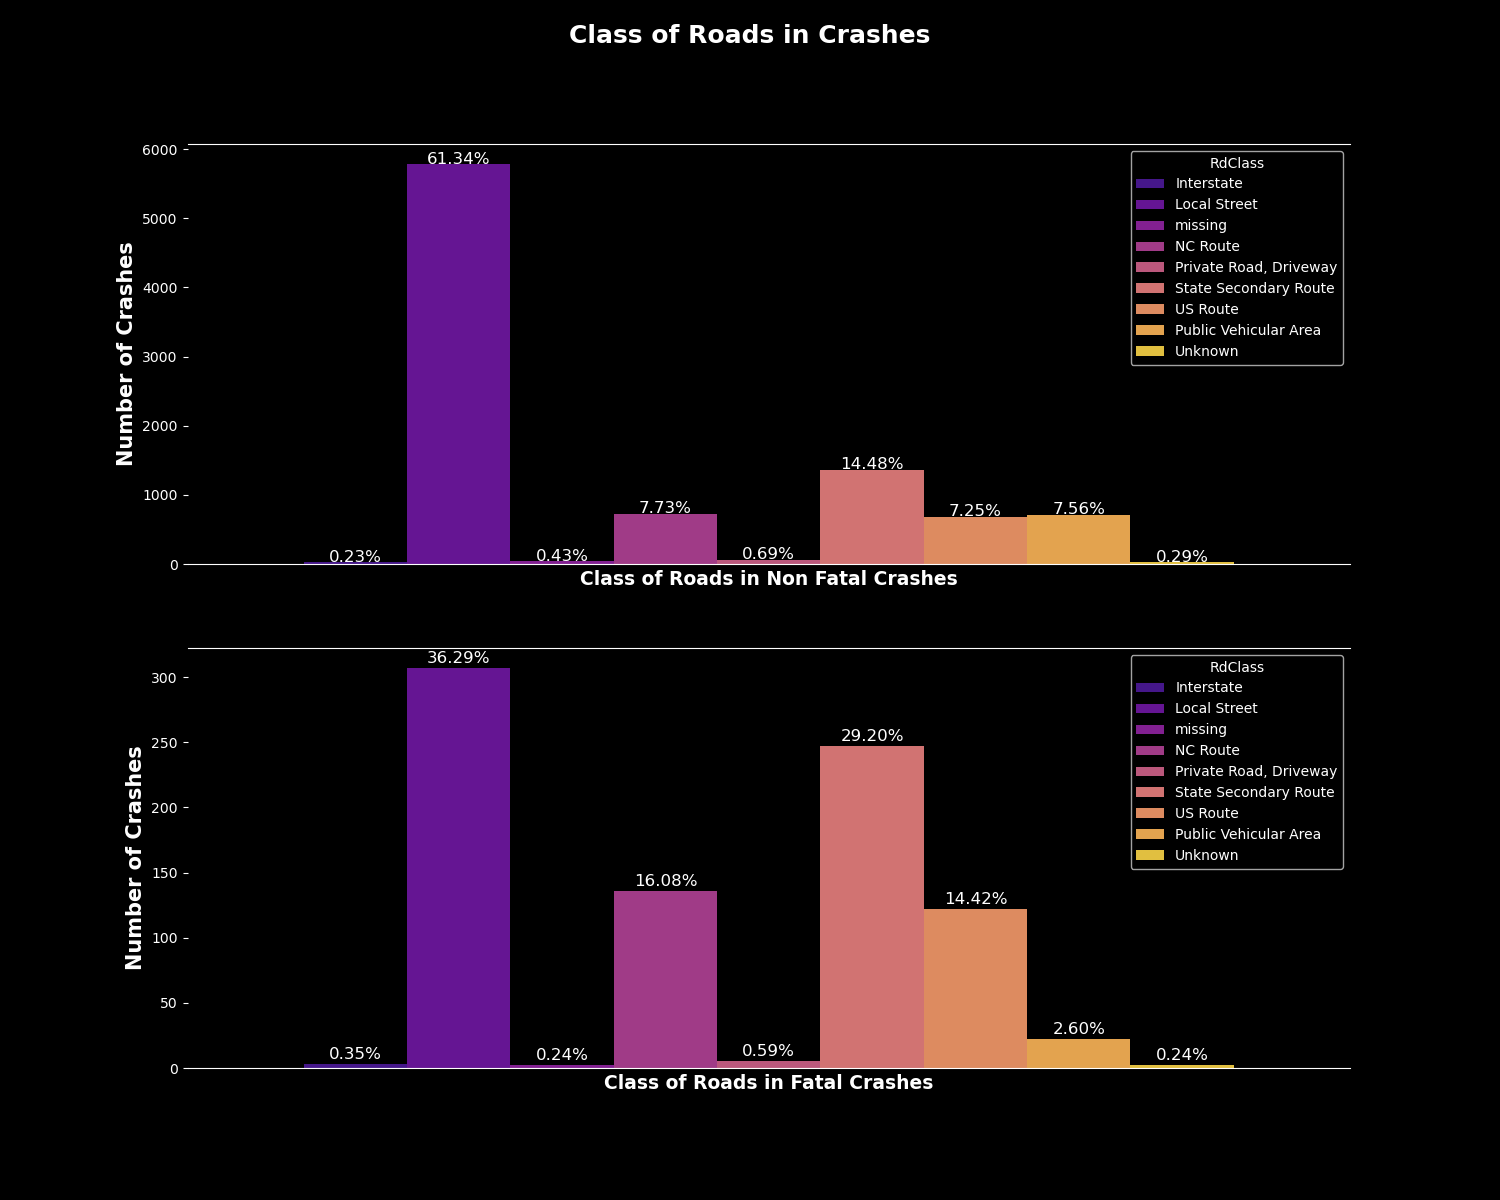 Class of Roads in Crashes
6000
5000
4000
3000
2000
1000
0
Number of Crashes
0.23%
61.34%
0.43%
7.73%
0.69%
14.48%
7.25%
7.56%
0.29%
RdClass
Interstate
Local Street
missing
NC Route
Private Road, Driveway
State Secondary Route
US Route
Public Vehicular Area
Unknown
Class of Roads in Non Fatal Crashes
300
250
200
150
100
50
0
Number of Crashes
0.35%
36.29%
0.24%
16.08%
0.59%
29.20%
14.42%
2.60%
0.24%
RdClass
Interstate
Local Street
missing
NC Route
Private Road, Driveway
State Secondary Route
US Route
Public Vehicular Area
Unknown
Class of Roads in Fatal Crashes